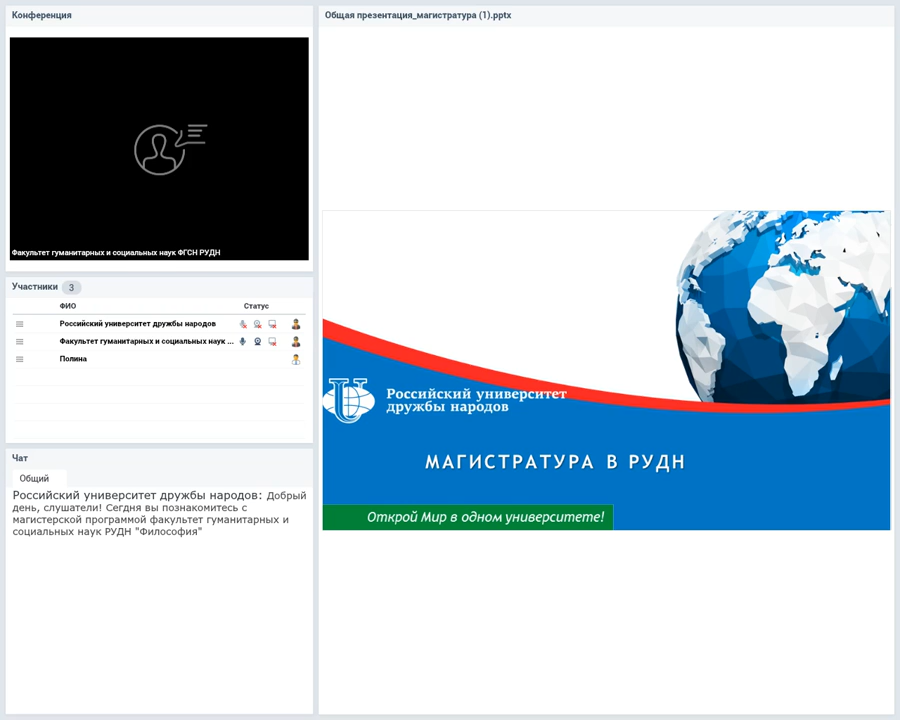 Конференция
Факультет гуманитарных и социальных наук ФГСН РУДН
Участники 3
ФИО Статус
Российский университет дружбы народов
Факультет гуманитарных и социальных наук ...
Полина
Чат
Общий
Российский университет дружбы народов: Добрый
день, слушатели! Сегдня вы познакомитесь с
магистерской программой факультет гуманитарных и
социальных наук РУДН "Философия"
Общая презентация_магистратура (1).pptx
Российский университет
дружбы народов
МАГИСТРАТУРА В РУДН
Открой Мир в одном университете!